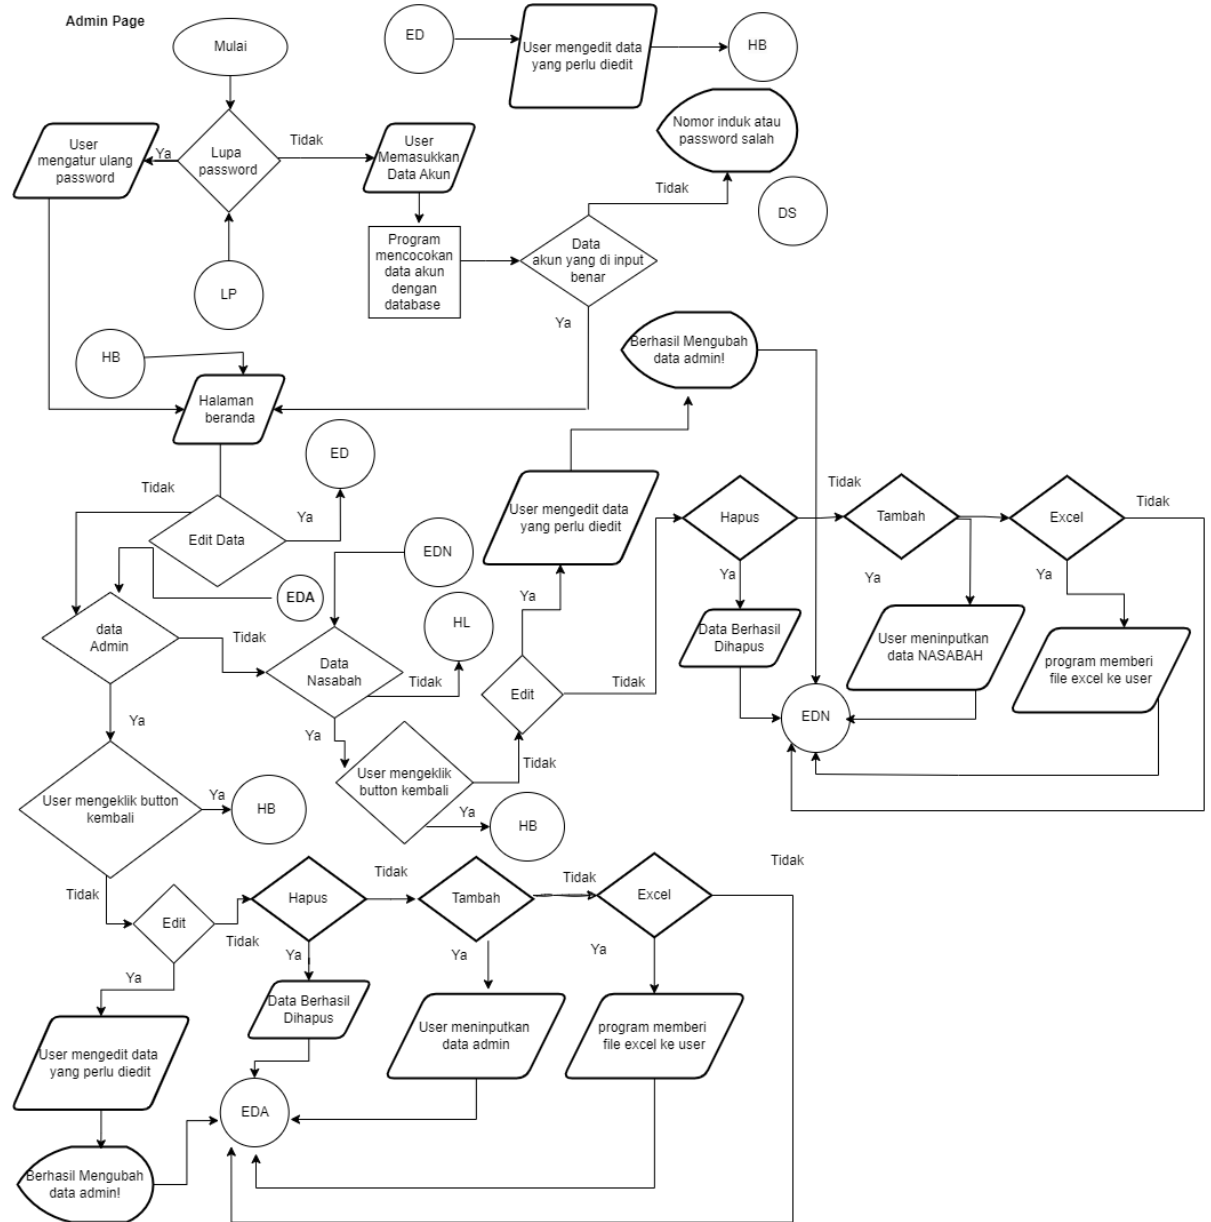 Admin Page
Mulai
ED
User mengedit data
yang perlu diedit
HB
Nomor induk atau
password salah
User
mengatur ulang
password
Ya
Lupa
password
Tidak
User
Memasukkan
Data Akun
Tidak
DS
Program
mencocokan
data akun
dengan
database
Data
akun yang di input
benar
LP
Ya
HB
Berhasil Mengubah
data admin!
Halaman
beranda
ED
Tidak
Ya
Edit Data
User mengedit data
yang perlu diedit
Hapus
Tidak
Tambah
Excel
Tidak
EDN
EDA
Ya
Ya
Ya
Ya
data
Admin
Tidak
HL
Data
Nasabah
Tidak
Edit
Tidak
Data Berhasil
Dihapus
User meninputkan
data NASABAH
program memberi
file excel ke user
EDN
Ya
Ya
User mengeklik
button kembali
Tidak
User mengeklik button
kembali
Ya
HB
Ya
HB
Tidak
Tidak
Tidak
Tidak
Edit
Tidak
Hapus
Tambah
Excel
Ya
Ya
Ya
Ya
Data Berhasil
Dihapus
User meninputkan
data admin
program memberi
file excel ke user
User mengedit data
yang perlu diedit
EDA
Berhasil Mengubah
data admin!